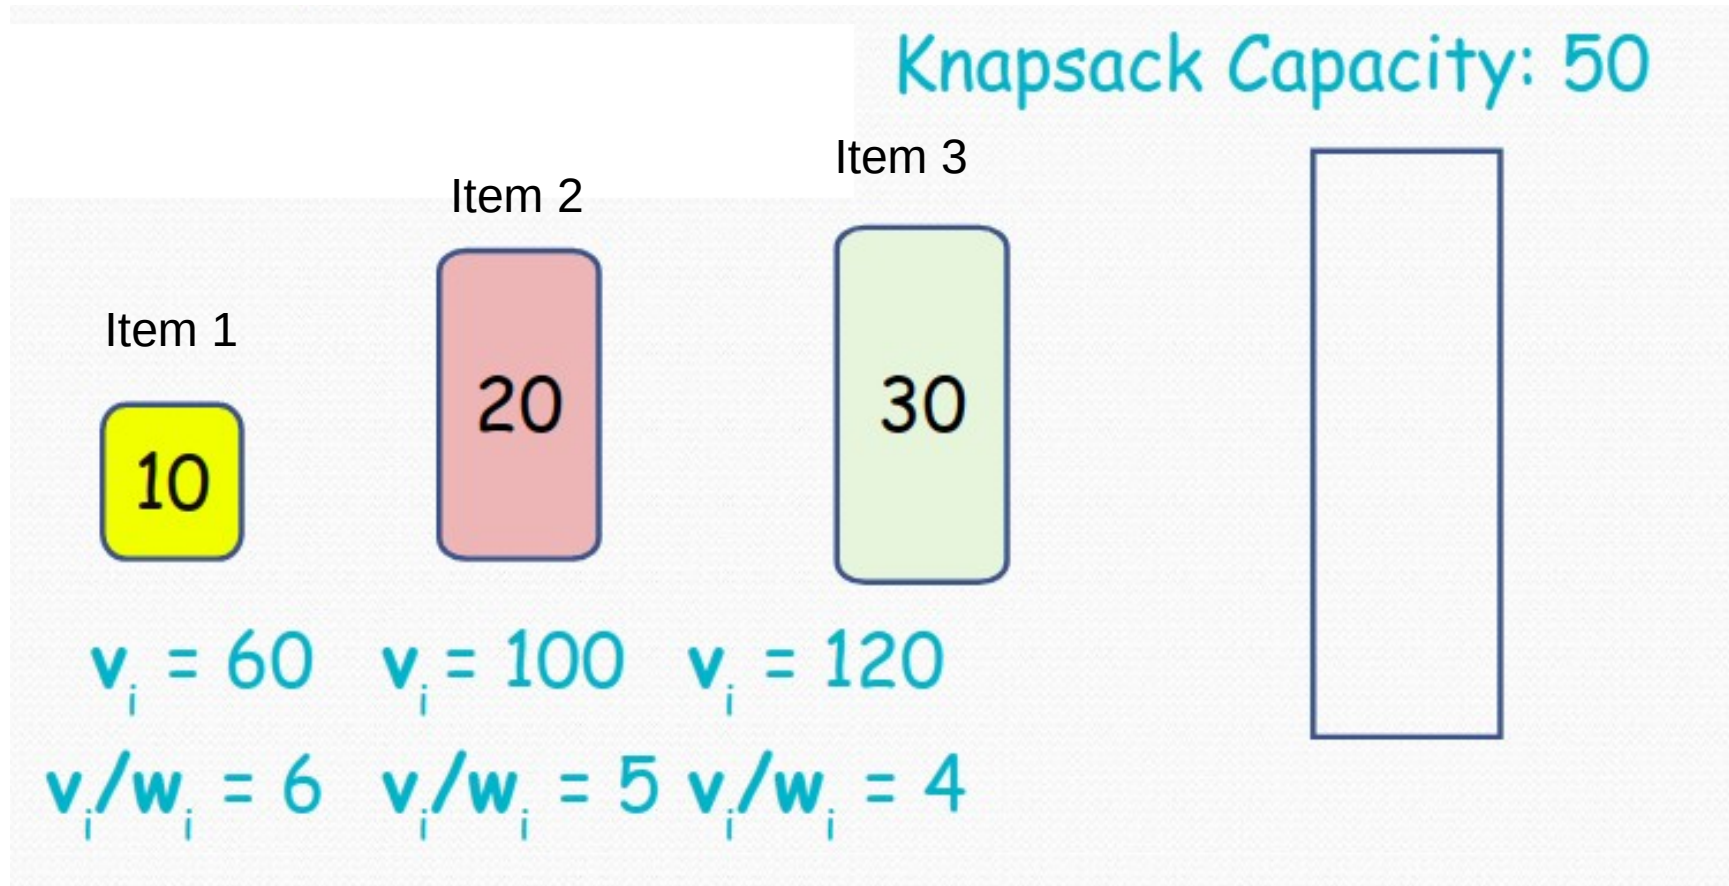 Knapsack Capacity: 50
Item 3
Item 2
Item 1
10
20
30
vi = 60 vi = 100 vi = 120
vi/wi = 6 vi/wi = 5 vi/wi = 4